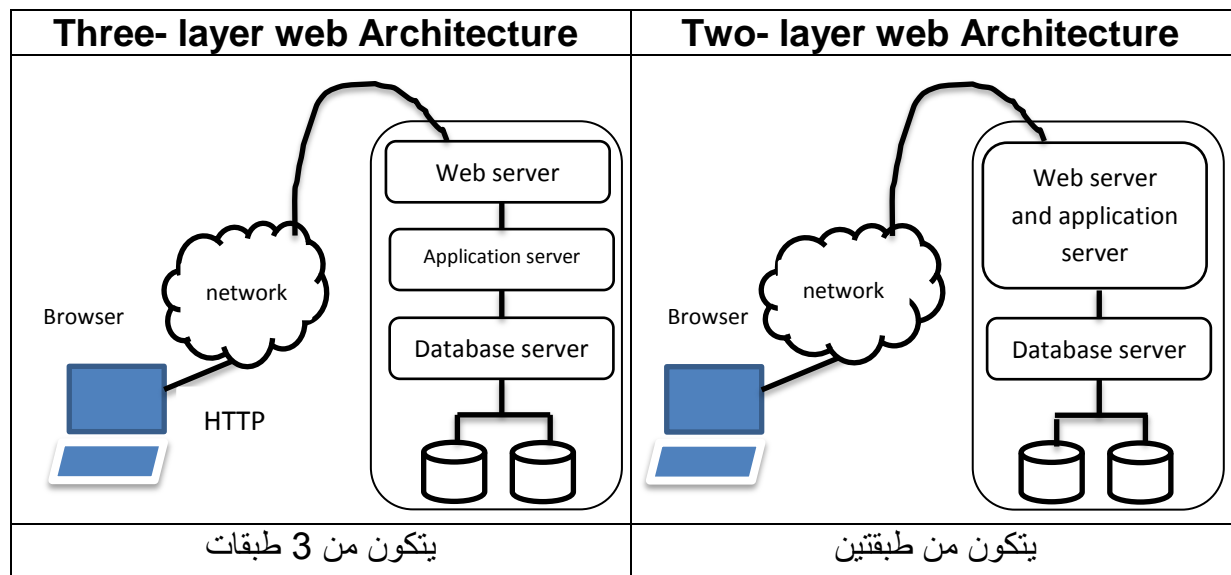 Three- layer web Architecture
Two- layer web Architecture
Web server
Application server
Database server
network
Browser
HTTP
Web server
and application
server
Database server
network
Browser
يتكون من 3 طبقات
يتكون من طبقتين